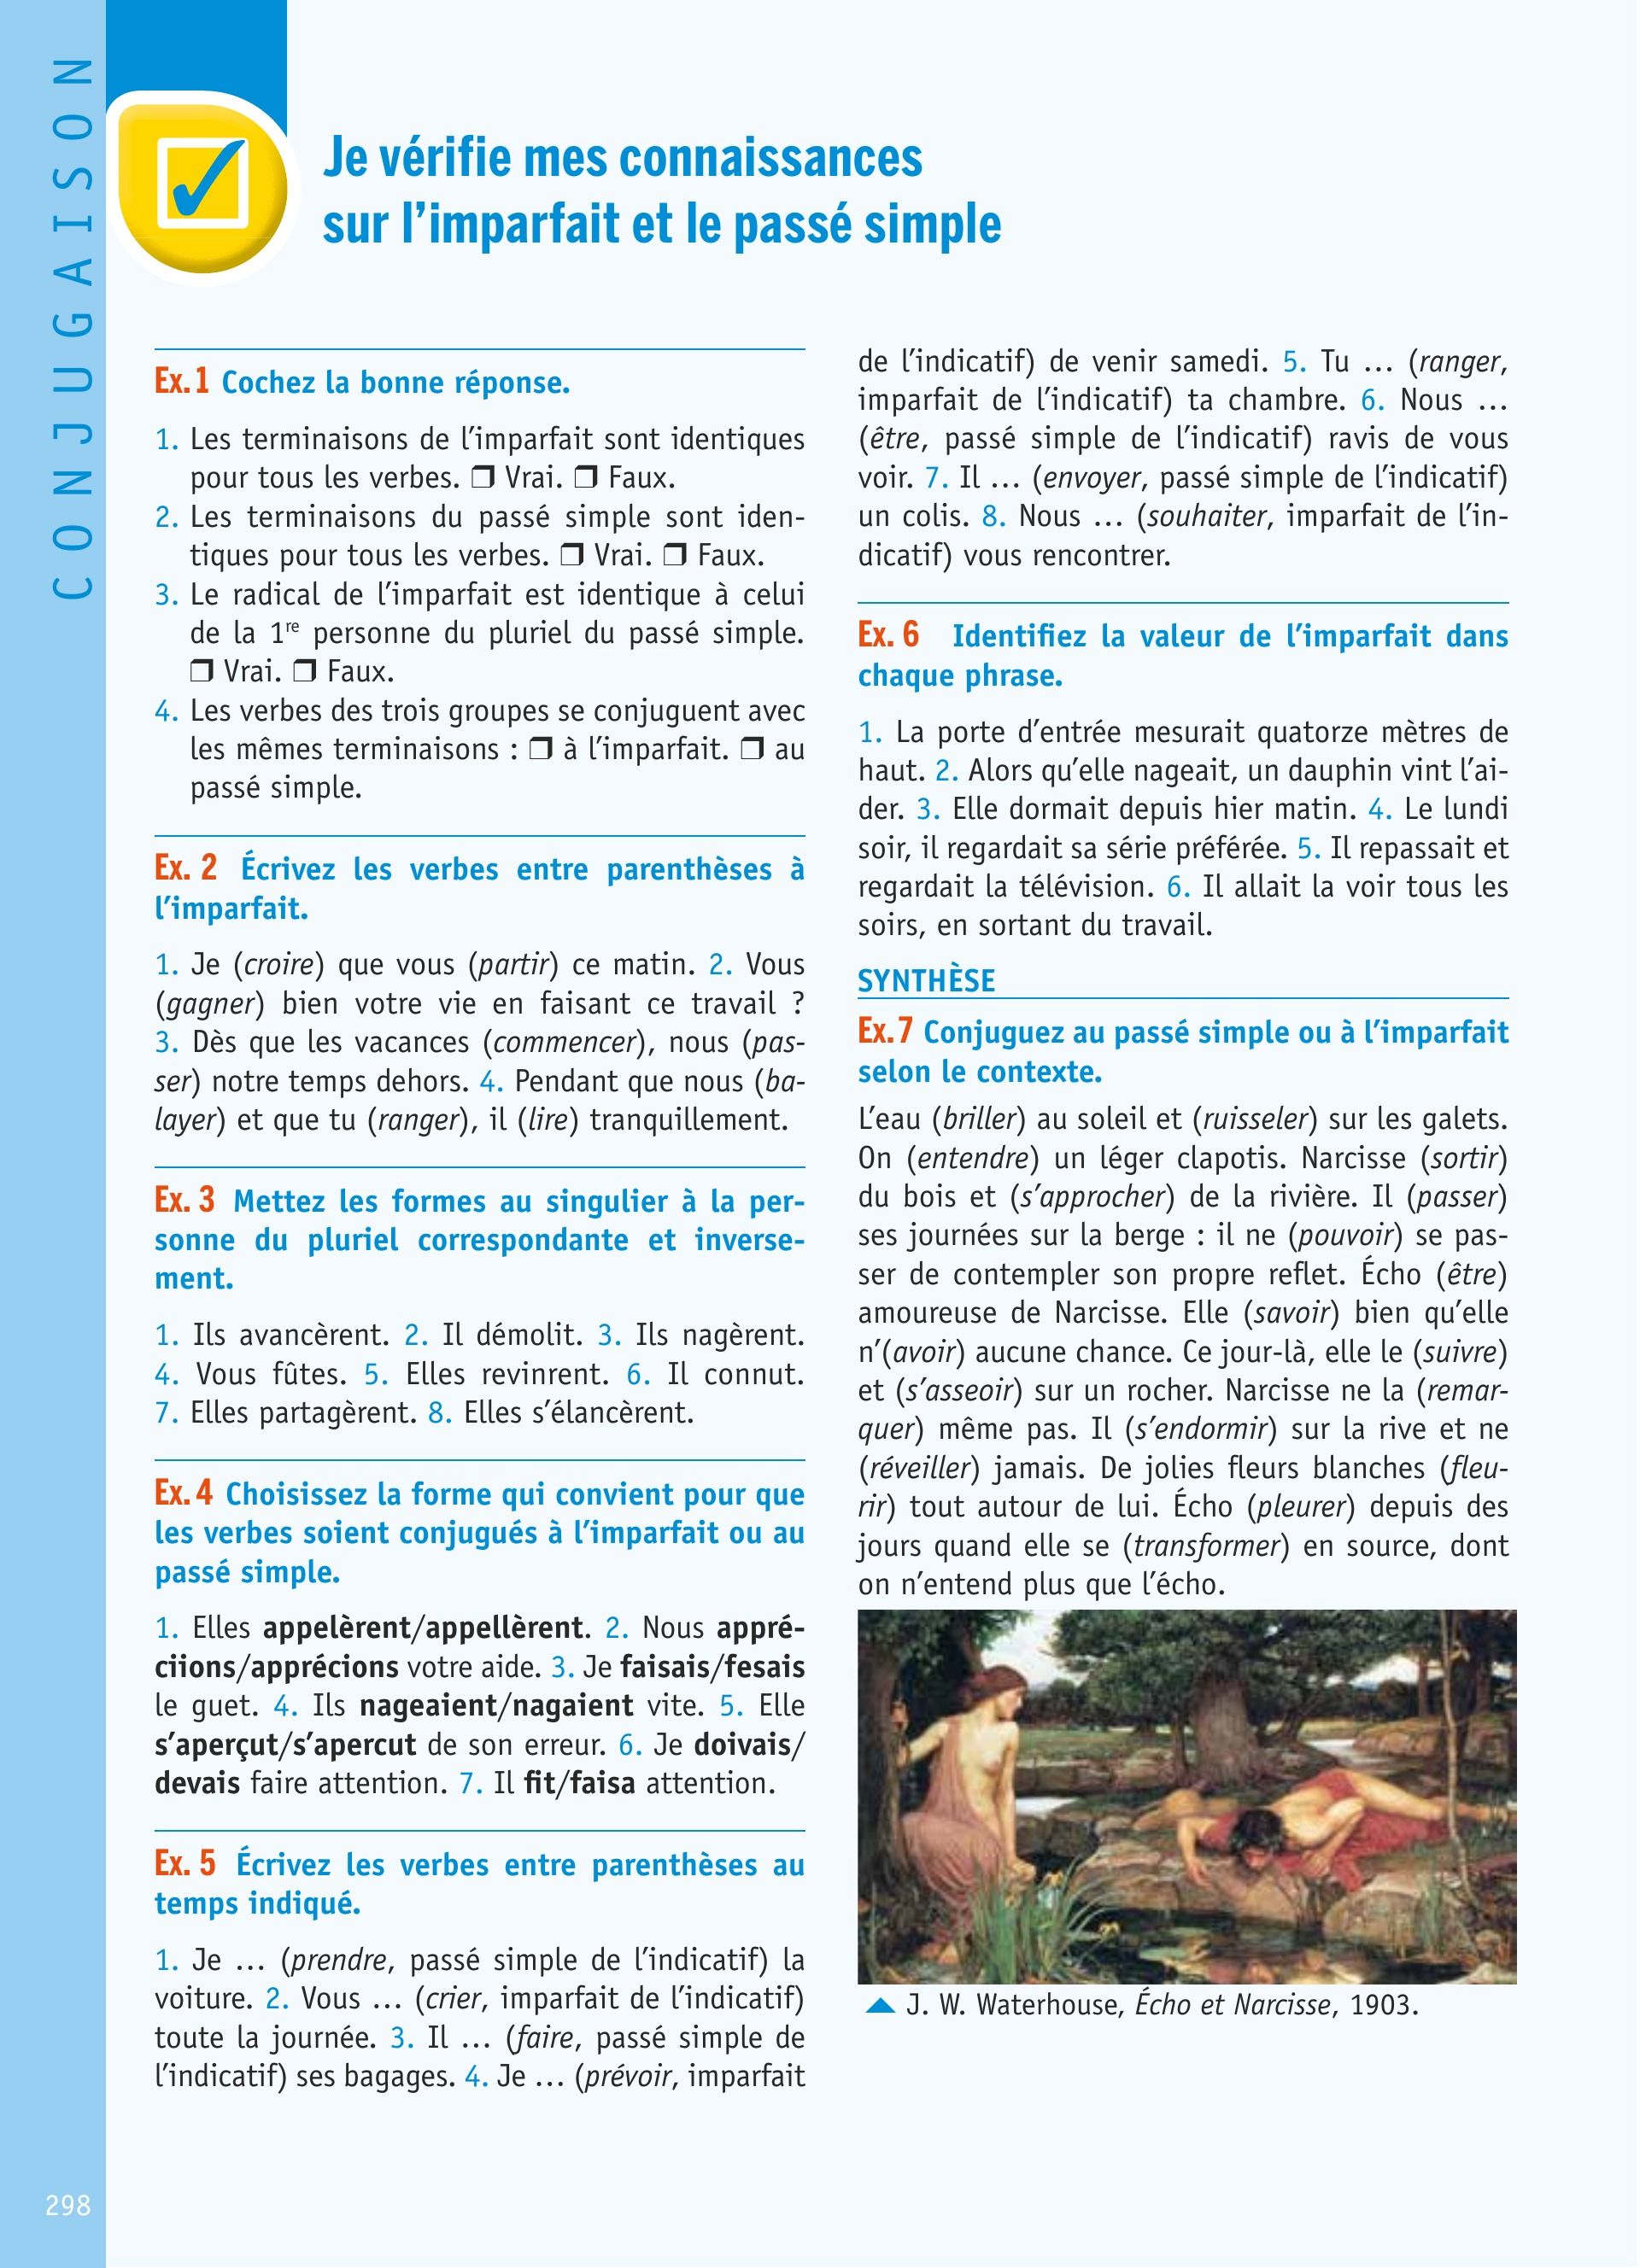 CONJUGAISON
Je vérifie mes connaissances
sur l'imparfait et le passé simple
Ex. 1 Cochez la bonne réponse.
1. Les terminaisons de l'imparfait sont identiques
pour tous les verbes. ❒ Vrai. ❒ Faux.
2. Les terminaisons du passé simple sont iden-
tiques pour tous les verbes. ❒ Vrai. ❒ Faux.
3. Le radical de l'imparfait est identique à celui
de la 1re personne du pluriel du passé simple.
❒ Vrai. ❒ Faux.
4. Les verbes des trois groupes se conjuguent avec
les mêmes terminaisons : ❒ à l'imparfait. ❒ au
passé simple.
Ex. 2 Écrivez les verbes entre parenthèses à
l'imparfait.
1. Je (croire) que vous (partir) ce matin. 2. Vous
(gagner) bien votre vie en faisant ce travail ?
3. Dès que les vacances (commencer), nous (pas-
ser) notre temps dehors. 4. Pendant que nous (ba-
layer) et que tu (ranger), il (lire) tranquillement.
Ex. 3 Mettez les formes au singulier à la per-
sonne du pluriel correspondante et inverse-
ment.
1. Ils avancèrent. 2. Il démolit. 3. Ils nagèrent.
4. Vous fûtes. 5. Elles revinrent. 6. Il connut.
7. Elles partagèrent. 8. Elles s'élancèrent.
Ex. 4 Choisissez la forme qui convient pour que
les verbes soient conjugués à l'imparfait ou au
passé simple.
1. Elles appelèrent/appellèrent. 2. Nous appré-
ciions/apprécions votre aide. 3. Je faisais/fesais
le guet. 4. Ils nageaient/nagaient vite. 5. Elle
s'aperçut/s'apercut de son erreur. 6. Je doivais/
devais faire attention. 7. Il fit/faisa attention.
Ex. 5 Écrivez les verbes entre parenthèses au
temps indiqué.
1. Je … (prendre, passé simple de l'indicatif) la
voiture. 2. Vous … (crier, imparfait de l'indicatif)
toute la journée. 3. Il … (faire, passé simple de
l'indicatif) ses bagages. 4. Je … (prévoir, imparfait
de l'indicatif) de venir samedi. 5. Tu … (ranger,
imparfait de l'indicatif) ta chambre. 6. Nous …
(être, passé simple de l'indicatif) ravis de vous
voir. 7. Il … (envoyer, passé simple de l'indicatif)
un colis. 8. Nous … (souhaiter, imparfait de l'in-
dicatif) vous rencontrer.
Ex. 6 Identifiez la valeur de l'imparfait dans
chaque phrase.
1. La porte d'entrée mesurait quatorze mètres de
haut. 2. Alors qu'elle nageait, un dauphin vint l'ai-
der. 3. Elle dormait depuis hier matin. 4. Le lundi
soir, il regardait sa série préférée. 5. Il repassait et
regardait la télévision. 6. Il allait la voir tous les
soirs, en sortant du travail.
SYNTHÈSE
Ex. 7 Conjuguez au passé simple ou à l'imparfait
selon le contexte.
L'eau (briller) au soleil et (ruisseler) sur les galets.
On (entendre) un léger clapotis. Narcisse (sortir)
du bois et (s'approcher) de la rivière. Il (passer)
ses journées sur la berge : il ne (pouvoir) se pas-
ser de contempler son propre reflet. Écho (être)
amoureuse de Narcisse. Elle (savoir) bien qu'elle
n'(avoir) aucune chance. Ce jour-là, elle le (suivre)
et (s'asseoir) sur un rocher. Narcisse ne la (remar-
quer) même pas. Il (s'endormir) sur la rive et ne
(réveiller) jamais. De jolies fleurs blanches (fleu-
rir) tout autour de lui. Écho (pleurer) depuis des
jours quand elle se (transformer) en source, dont
on n'entend plus que l'écho.
J. W. Waterhouse, Écho et Narcisse, 1903.
298